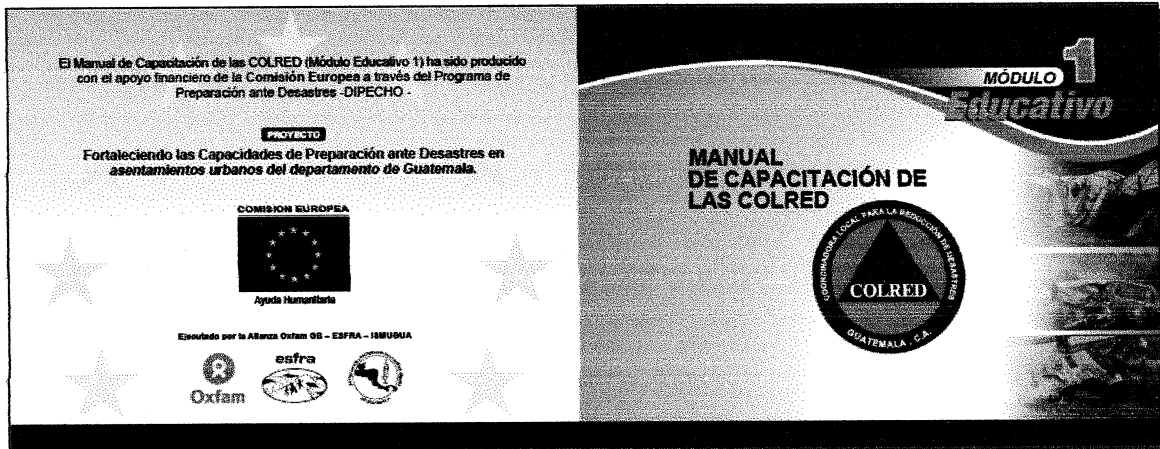 El Manual de Capacitación de las COLRED (Módulo Educativo 1) ha sido producido
con el apoyo financiero de la Comisión Europea a través del Programa de
Preparación ante Desastres -DIPECHO -
PROYECTO
Fortaleciendo las Capacidades de Preparación ante Desastres en
asentamientos urbanos del departamento de Guatemala.
COMISION EUROPEA
Ayuda Humanitaria
Ejecutado por la Alianza Oxfam GB – ESFRA – ISMUGUA
Oxfam
esfra
MÓDULO 1
Educativo
MANUAL
DE CAPACITACIÓN DE
LAS COLRED
COORDINADORA LOCAL PARA LA REDUCCIÓN DE DESASTRES
COLRED
GUATEMALA, C.A.